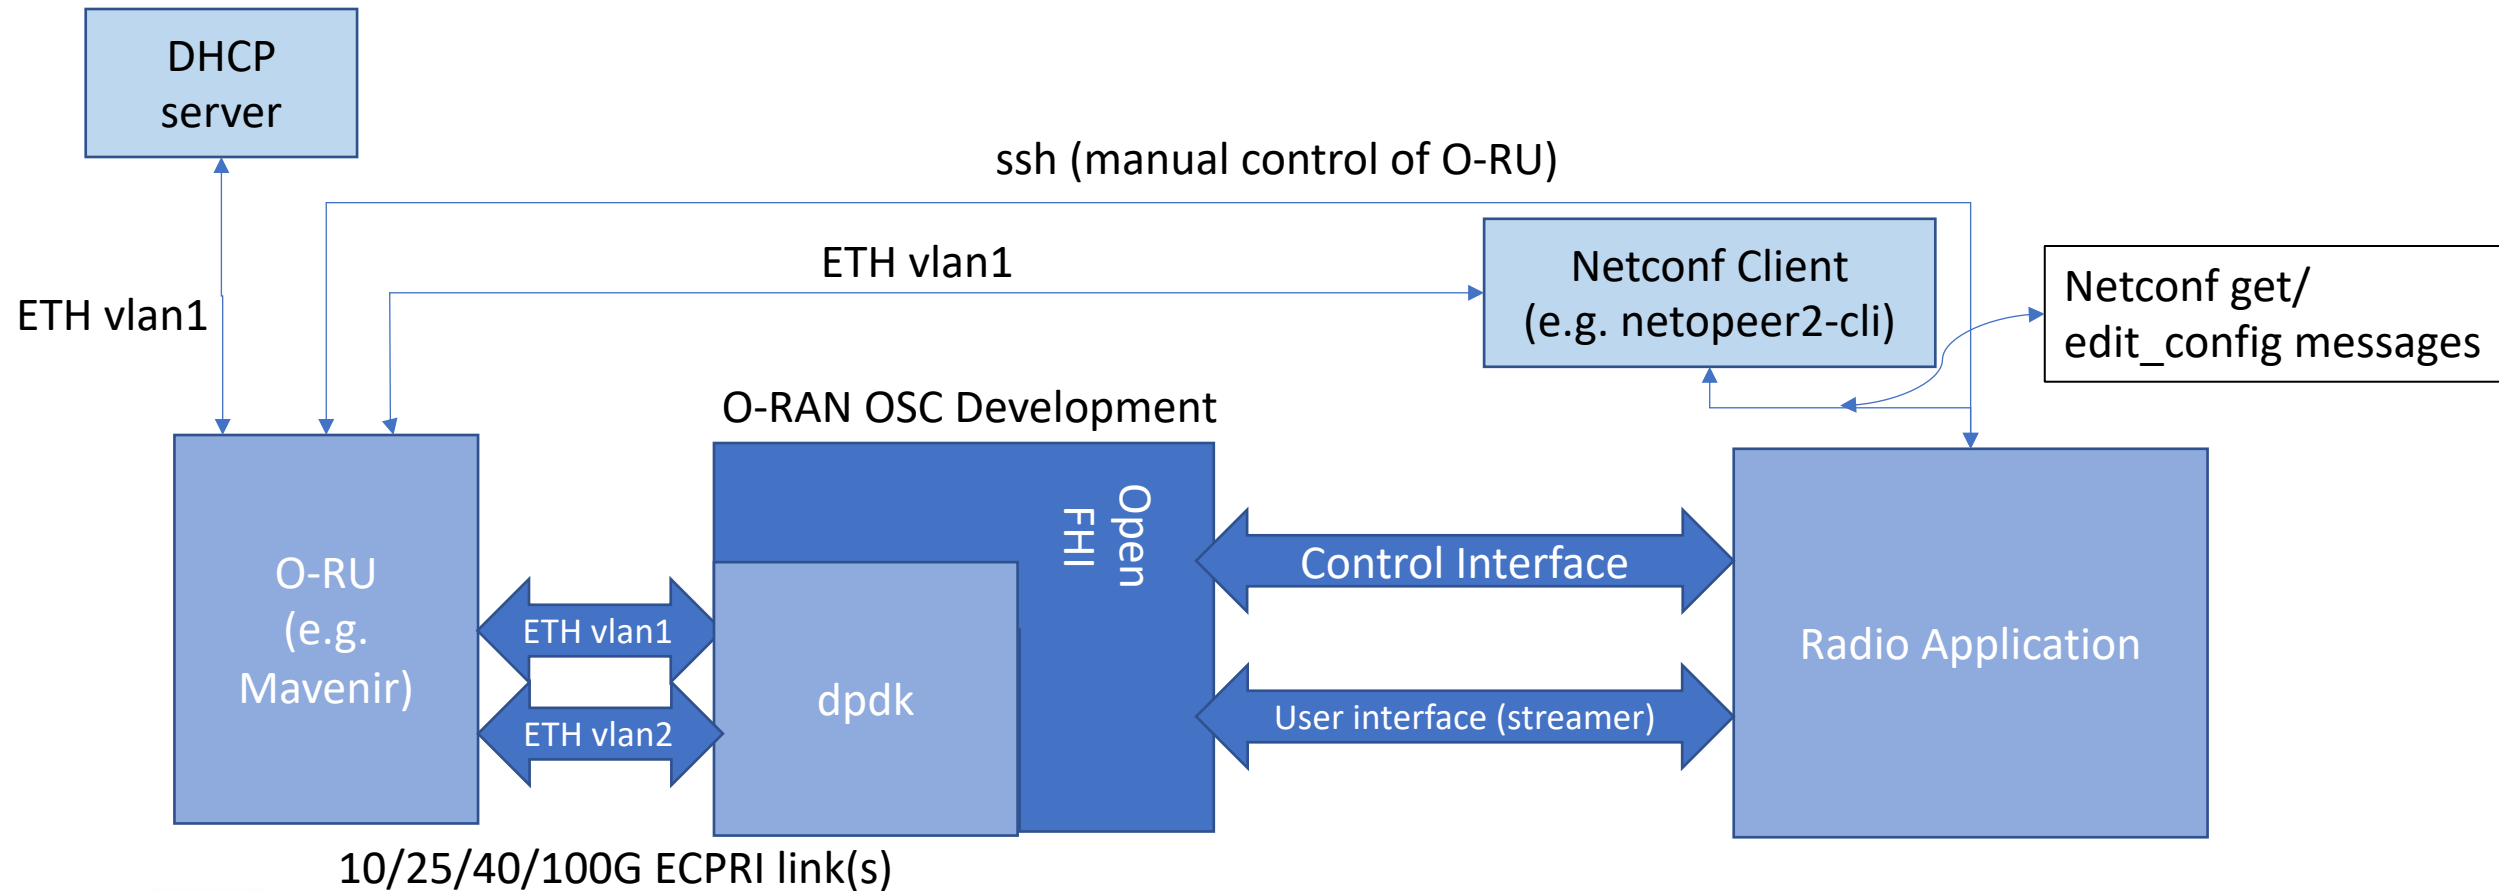 DHCP
server
ssh (manual control of O-RU)
ETH vlan1
Netconf Client
(e.g. netopeer2-cli)
Netconf get/
edit_config messages
ETH vlan1
O-RAN OSC Development
Open
FHI
O-RU
(e.g.
Mavenir)
ETH vlan1
ETH vlan2
dpdk
Control Interface
User interface (streamer)
Radio Application
10/25/40/100G ECPRI link(s)